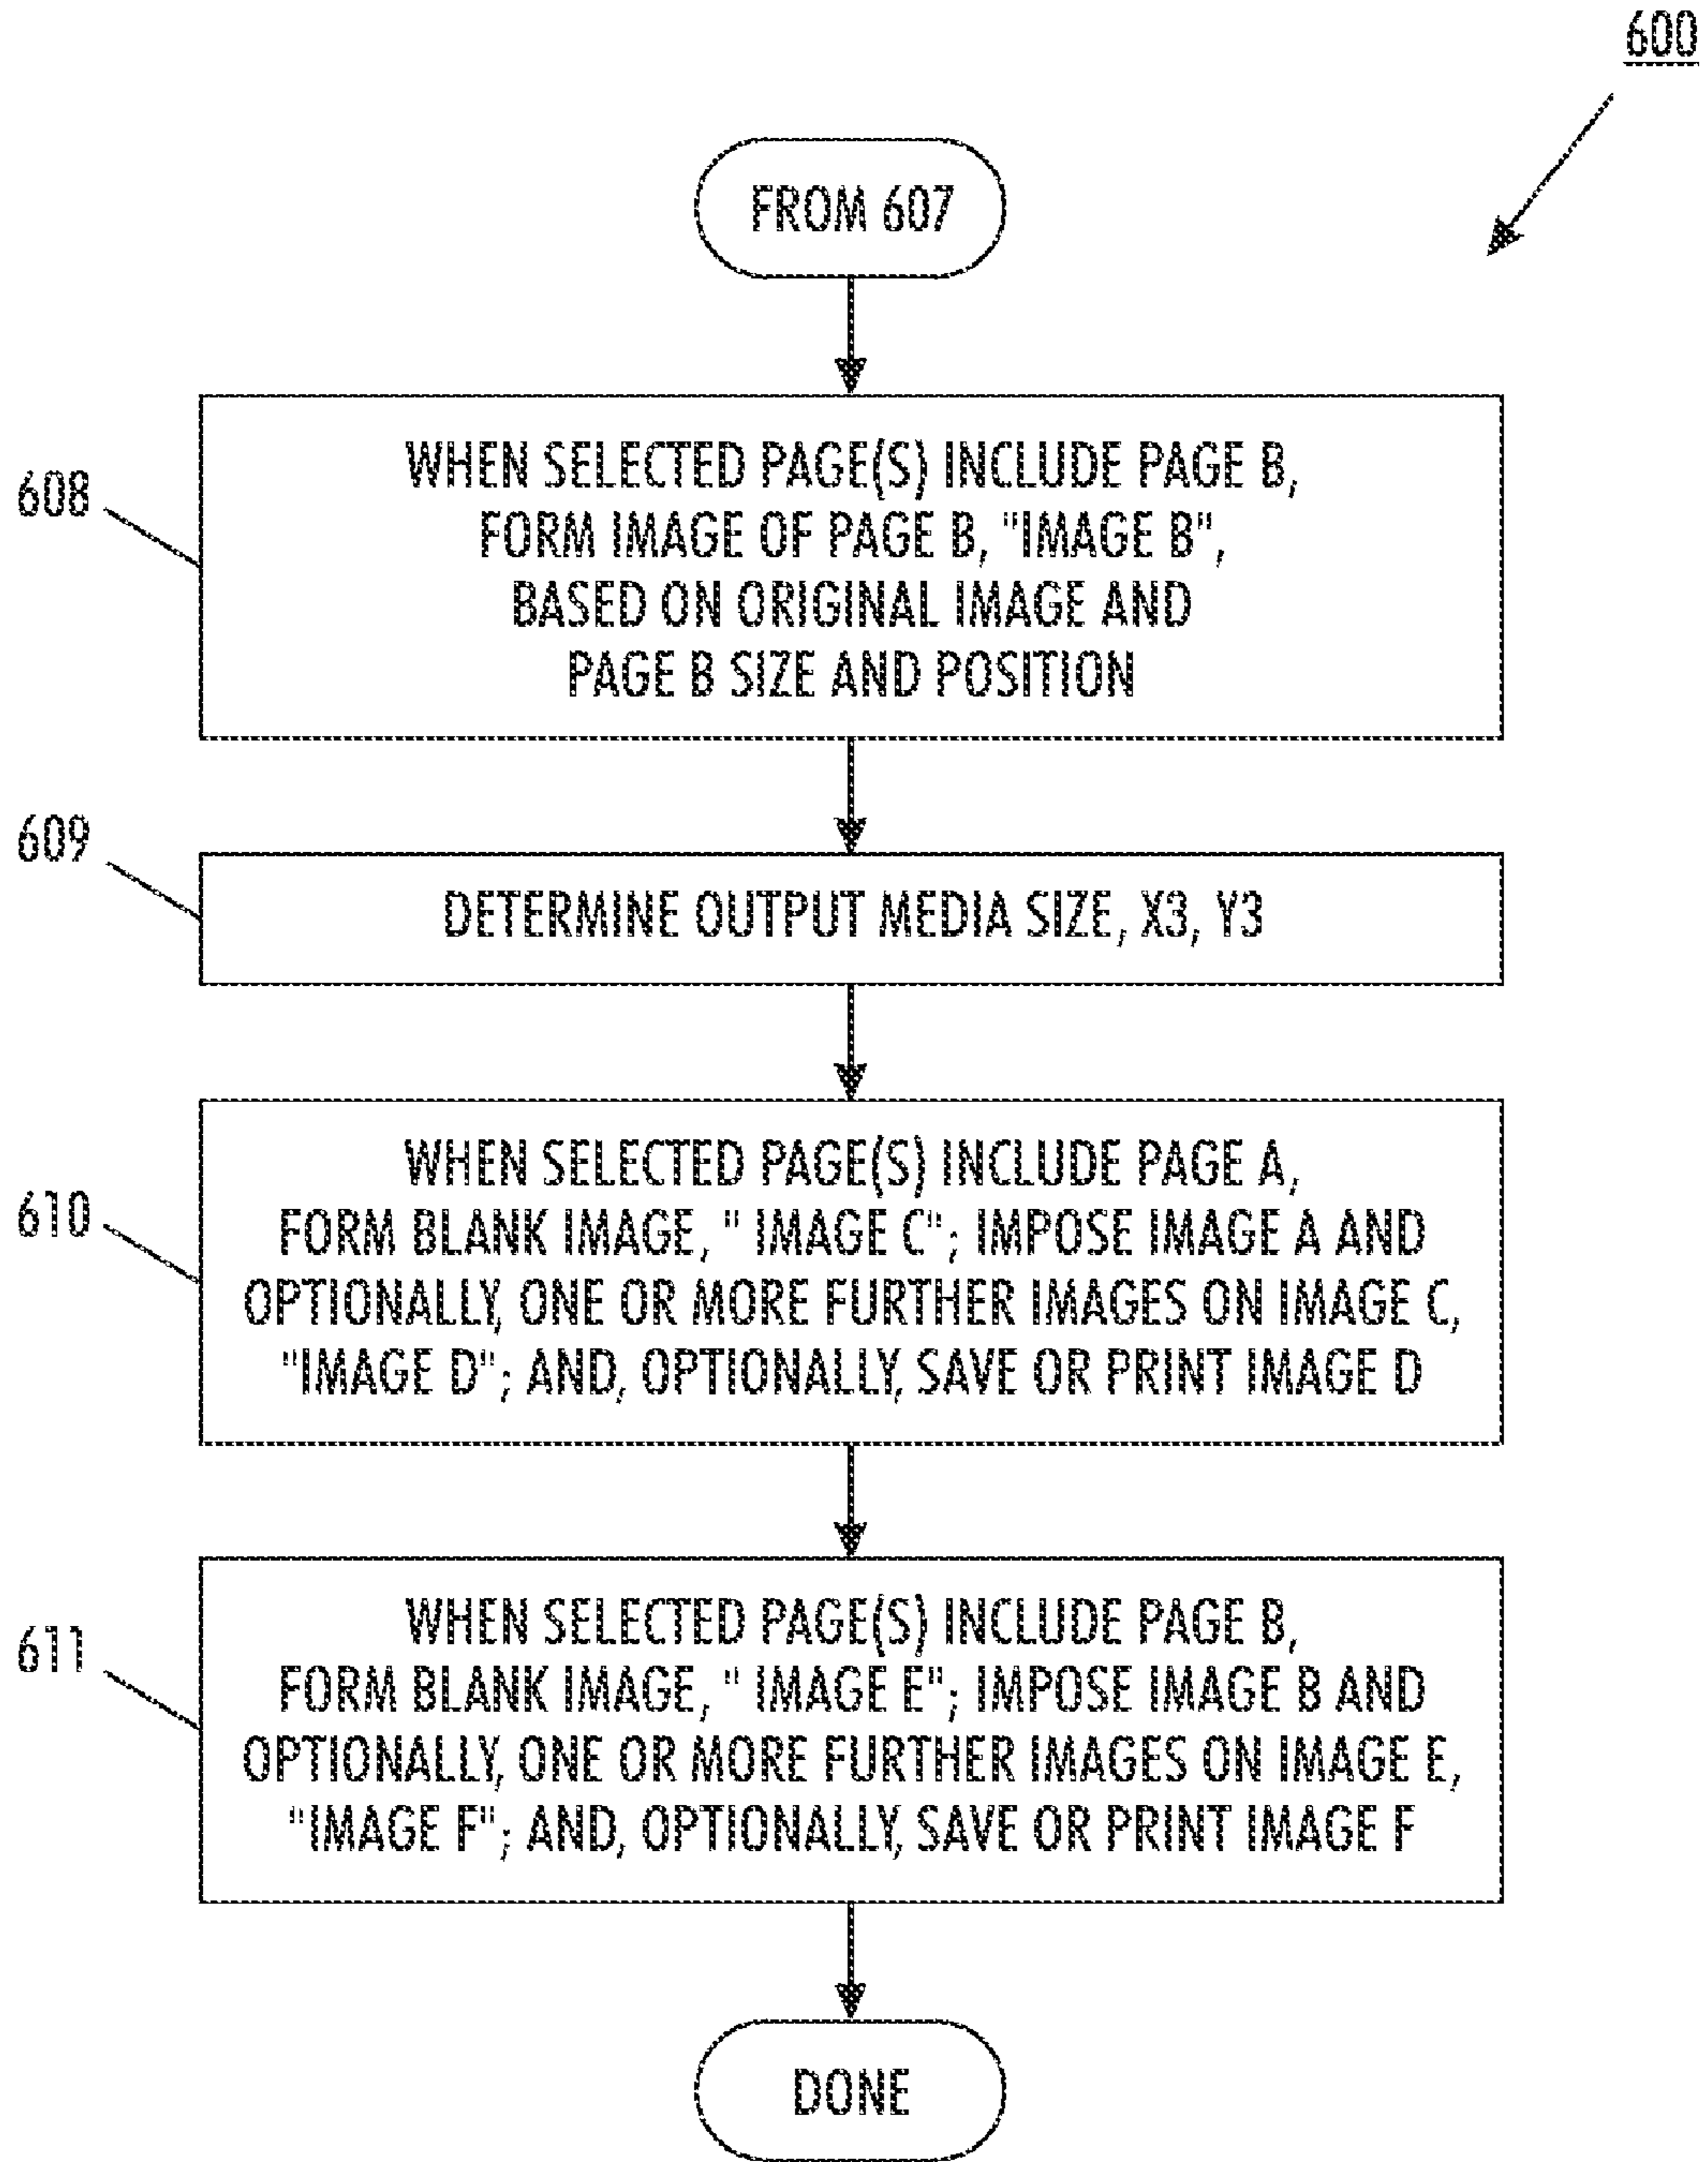 600
FROM 607
608
WHEN SELECTED PAGE(S) INCLUDE PAGE B,
FORM IMAGE OF PAGE B, "IMAGE B",
BASED ON ORIGINAL IMAGE AND
PAGE B SIZE AND POSITION
609
DETERMINE OUTPUT MEDIA SIZE, X3, Y3
610
WHEN SELECTED PAGE(S) INCLUDE PAGE A,
FORM BLANK IMAGE, " IMAGE C"; IMPOSE IMAGE A AND
OPTIONALLY, ONE OR MORE FURTHER IMAGES ON IMAGE C,
"IMAGE D"; AND, OPTIONALLY, SAVE OR PRINT IMAGE D
611
WHEN SELECTED PAGE(S) INCLUDE PAGE B,
FORM BLANK IMAGE, " IMAGE E"; IMPOSE IMAGE B AND
OPTIONALLY, ONE OR MORE FURTHER IMAGES ON IMAGE E,
"IMAGE F"; AND, OPTIONALLY, SAVE OR PRINT IMAGE F
DONE